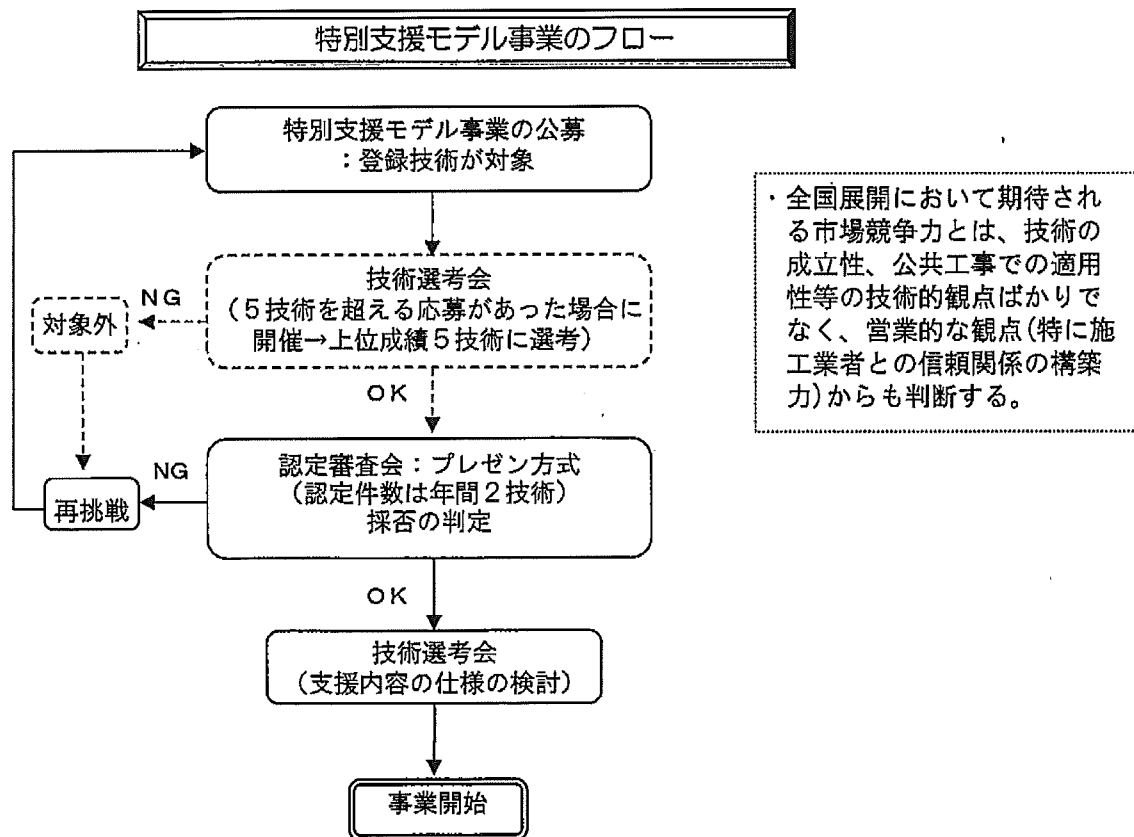 特別支援モデル事業のフロー
特別支援モデル事業の公募
：登録技術が対象
技術選考会
（５技術を超える応募があった場合に
開催→上位成績５技術に選考）
ＮＧ
対象外
ＯＫ
認定審査会：プレゼン方式
（認定件数は年間２技術）
採否の判定
NG
再挑戦
ＯＫ
技術選考会
（支援内容の仕様の検討）
事業開始
・全国展開において期待され
る市場競争力とは、技術の
成立性、公共工事での適用
性等の技術的観点ばかりで
なく、営業的な観点（特に施
工業者との信頼関係の構築
力）からも判断する。